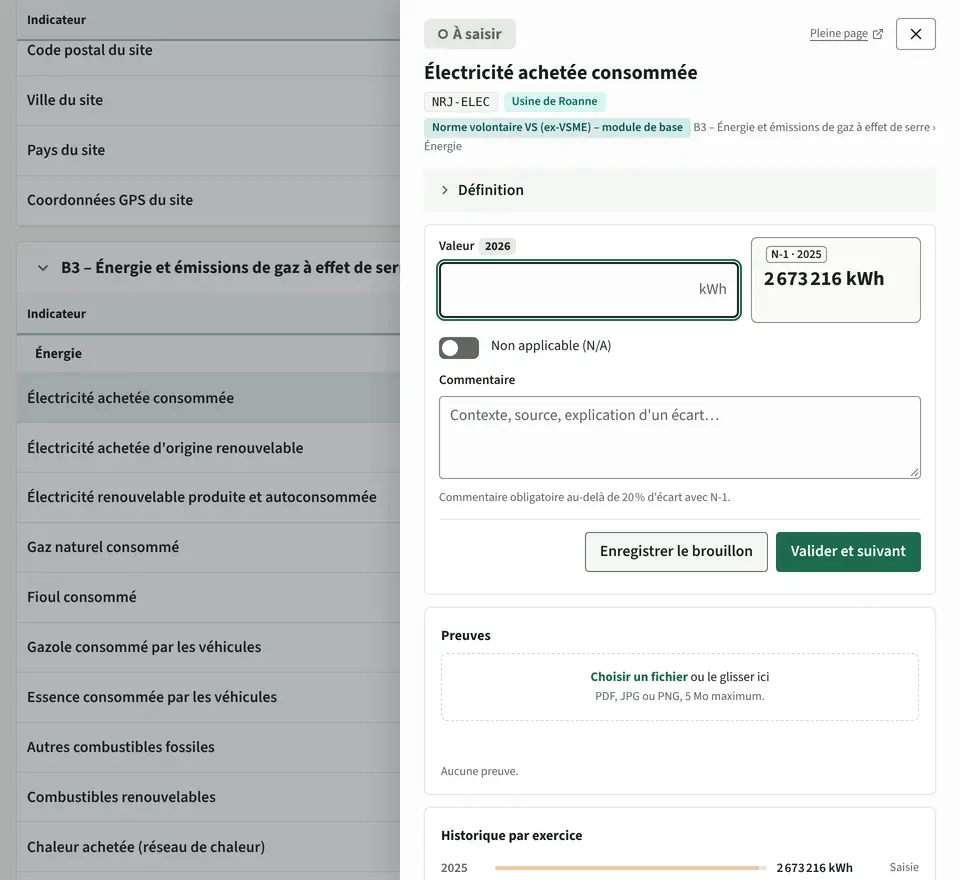 Indicateur
Code postal du site
Ville du site
Pays du site
Coordonnées GPS du site
B3 – Énergie et émissions de gaz à effet de
Indicateur
Énergie
Électricité achetée consommée
Électricité achetée d'origine renouvelable
Électricité renouvelable produite et autoconsommée
Gaz naturel consommé
Fioul consommé
Gazole consommé par les véhicules
Essence consommée par les véhicules
Autres combustibles fossiles
Combustibles renouvelables
Chaleur achetée (réseau de chaleur)
À saisir
Pleine page
Électricité achetée consommée
NRJ-ELEC Usine de Roanne
Norme volontaire VS (ex-VSME) – module de base B3 – Énergie et émissions de gaz à effet de serre ›
Énergie
Définition
Valeur 2026
kWh
N-1 · 2025
2 673 216 kWh
Non applicable (N/A)
Commentaire
Contexte, source, explication d'un écart…
Commentaire obligatoire au-delà de 20 % d'écart avec N-1.
Enregistrer le brouillon
Valider et suivant
Preuves
Choisir un fichier ou le glisser ici
PDF, JPG ou PNG, 5 Mo maximum.
Aucune preuve.
Historique par exercice
2025 2 673 216 kWh Saisie